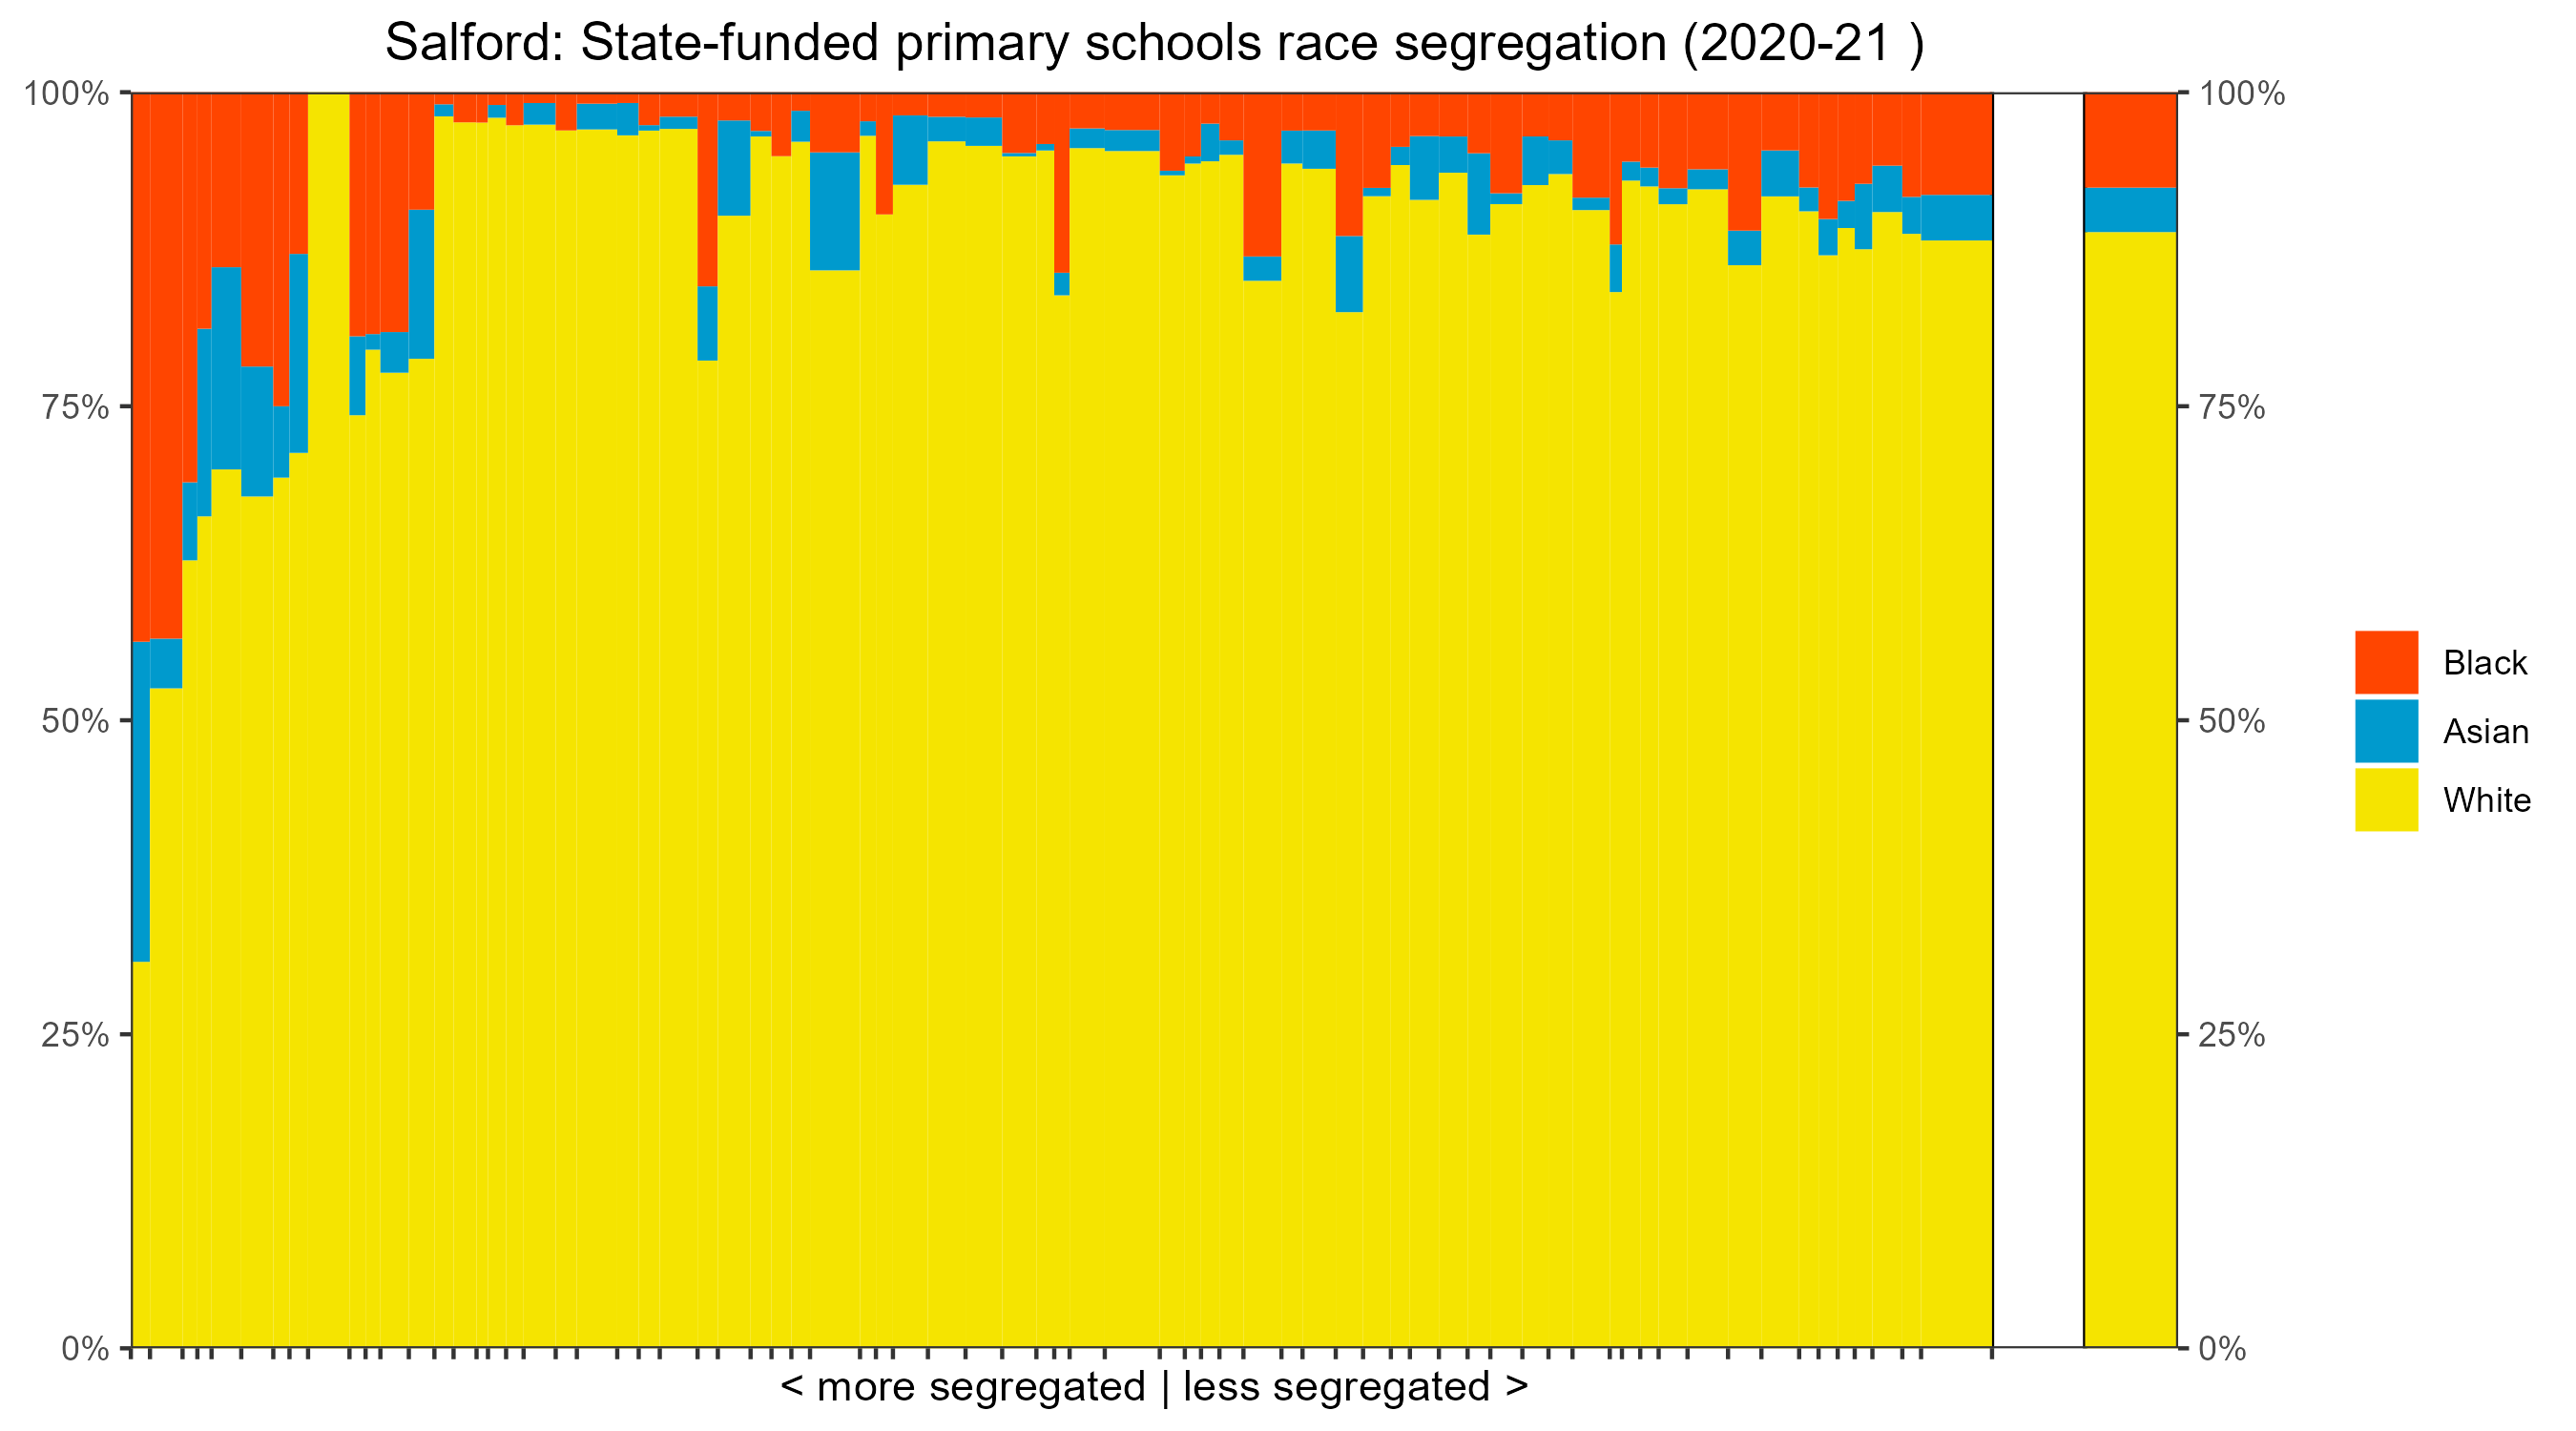 Salford: State-funded primary schools race segregation (2020-21 )
100%
75%
50%
25%
0%
100%
75%
50%
25%
0%
Black
Asian
White
< more segregated | less segregated >